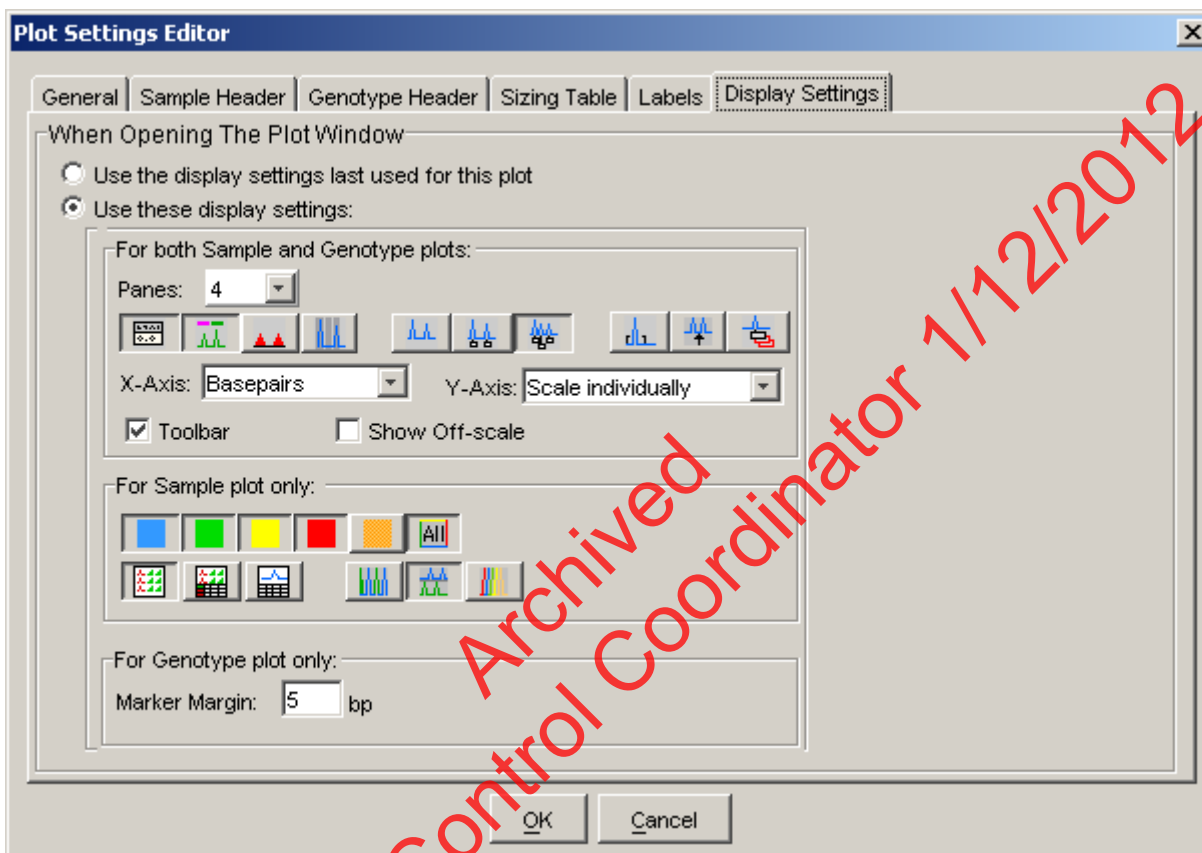 Plot Settings Editor
General Sample Header Genotype Header Sizing Table Labels Display Settings
When Opening The Plot Window
Use the display settings last used for this plot
Use these display settings:
For both Sample and Genotype plots:
Panes: 4
X-Axis: Basepairs Y-Axis: Scale individually
Toolbar Show Off-scale
For Sample plot only:
All
For Genotype plot only:
Marker Margin: 5 bp
OK Cancel
Archived
Control Coordinator 1/12/2012